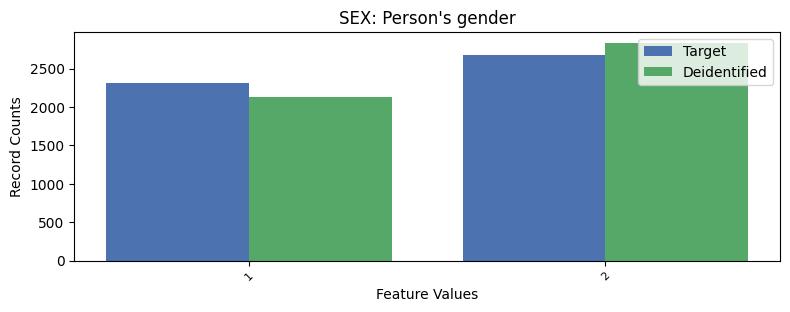 SEX: Person's gender
Target
Deidentified
Record Counts
2500
2000
1500
1000
500
0
1
2
Feature Values